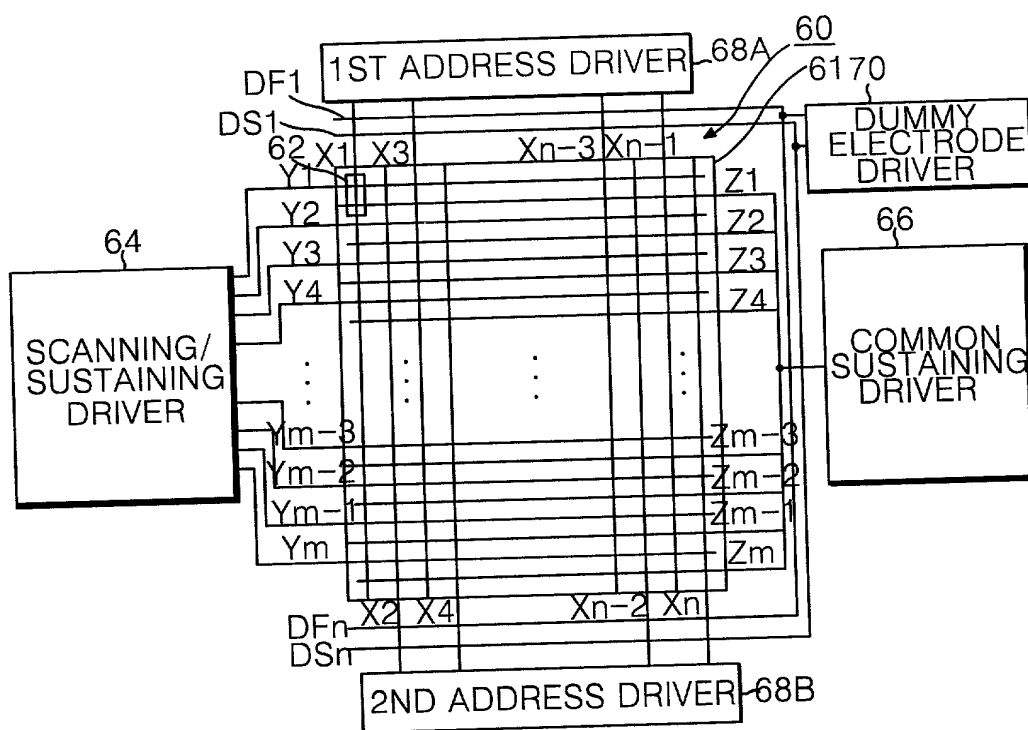 1ST ADDRESS DRIVER
68A
60
6170
DF1
DS1
DUMMY
ELECTRODE
DRIVER
62
X1 X3 Xn-3 Xn-1
Y1 Z1
Y2 Z2
Y3 Z3
Y4 Z4
64
SCANNING/
SUSTAINING
DRIVER
66
COMMON
SUSTAINING
DRIVER
Ym-3 Zm-3
Ym-2 Zm-2
Ym-1 Zm-1
Ym Zm
X2 X4 Xn-2 Xn
DFn
DSn
2ND ADDRESS DRIVER
68B